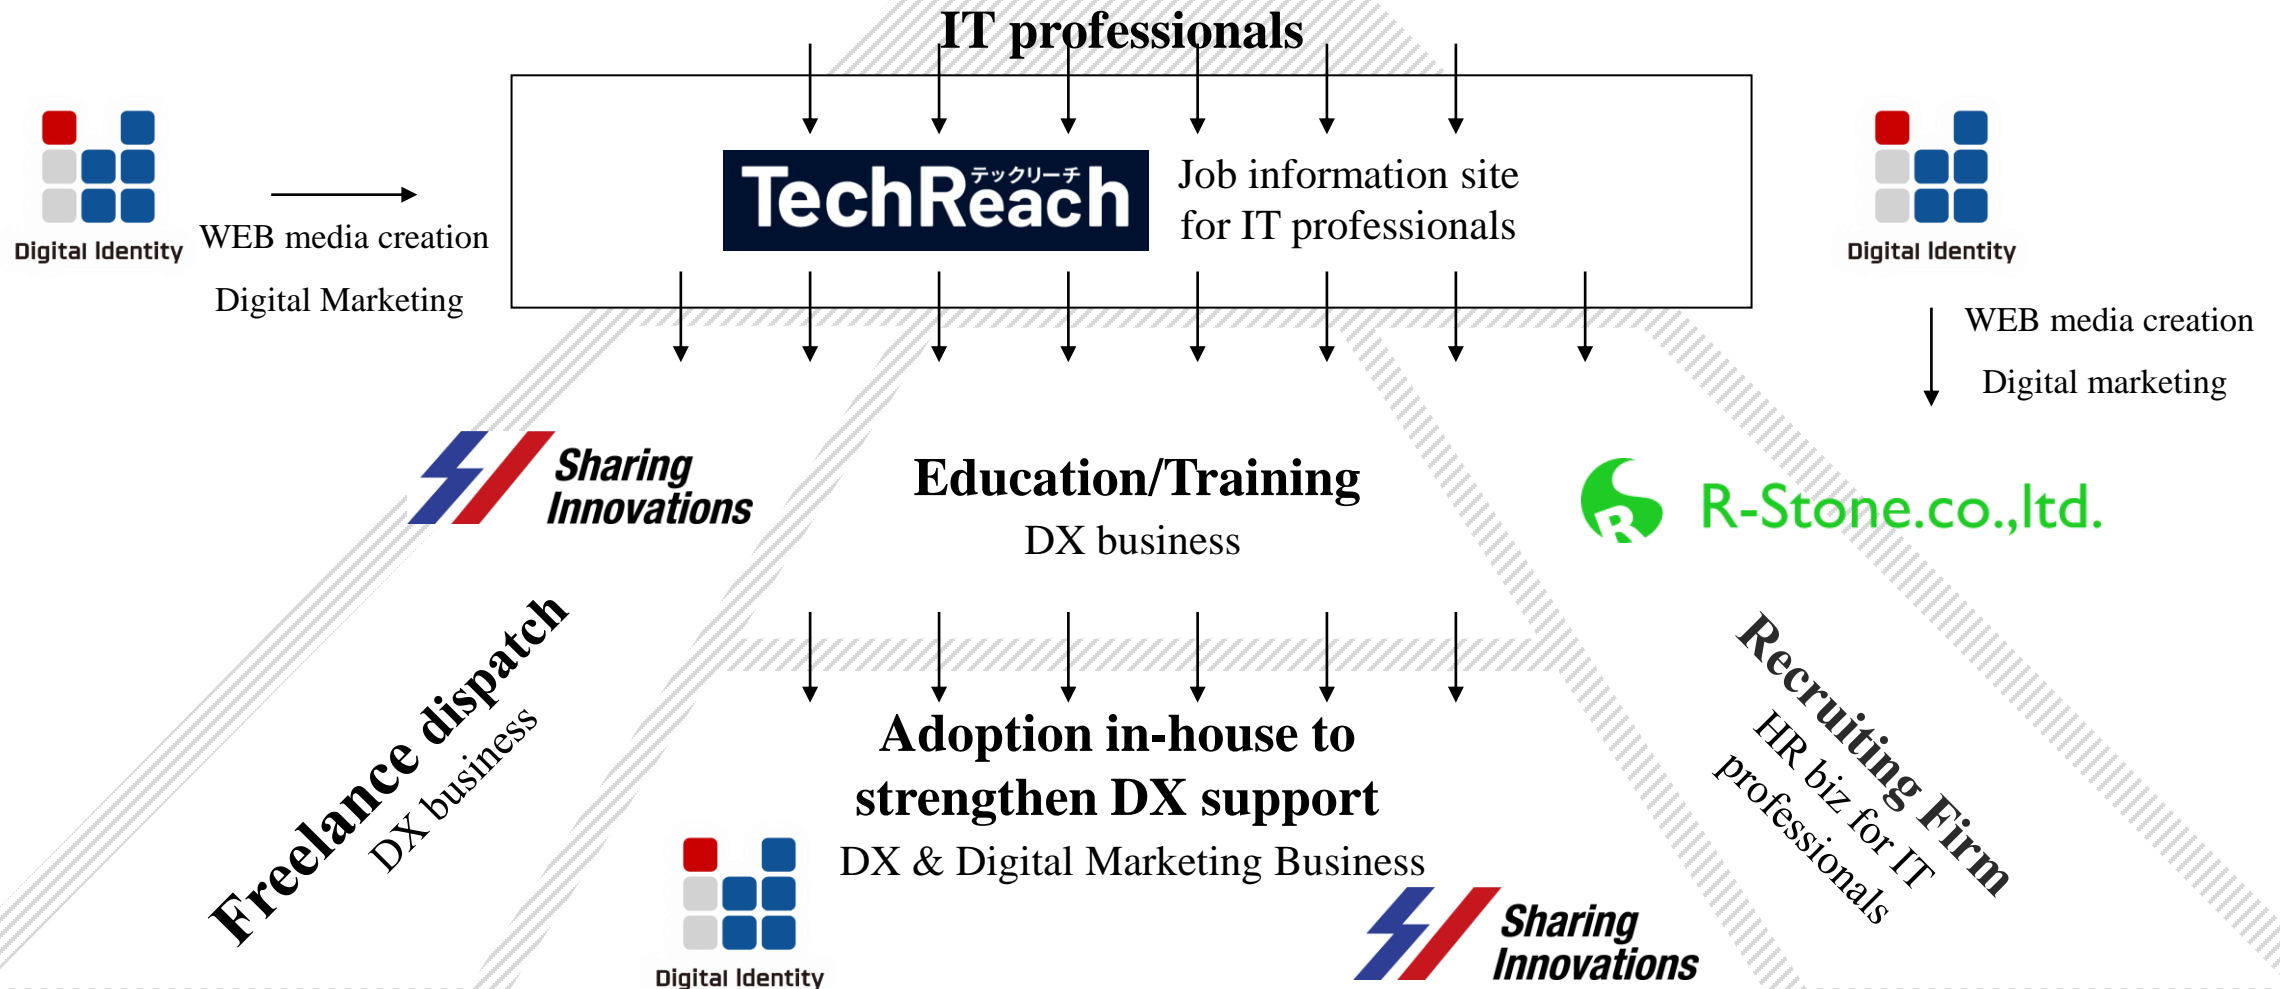 IT professionals
Digital Identity
WEB media creation
Digital Marketing
テックリーチ
TechReach
Job information site
for IT professionals
Digital Identity
WEB media creation
Digital marketing
Sharing
Innovations
Education/Training
DX business
R
R-Stone.co.,ltd.
Freelance dispatch
DX business
Adoption in-house to
strengthen DX support
DX & Digital Marketing Business
Digital Identity
Sharing
Innovations
Recruiting Firm
HR biz for IT
professionals